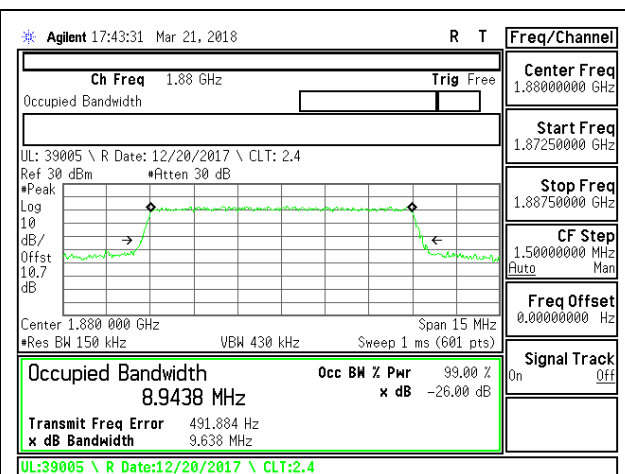 Agilent 17:43:31 Mar 21, 2018 R T
Freq/Channel
Ch Freq 1.88 GHz Trig Free
Occupied Bandwidth
Center Freq
1.88000000 GHz
Start Freq
1.87250000 GHz
Stop Freq
1.88750000 GHz
CF Step
1.50000000 MHz
Auto Man
Freq Offset
0.00000000 Hz
Signal Track
On Off
UL: 39005 \ R Date: 12/20/2017 \ CLT: 2.4
Ref 30 dBm #Atten 30 dB
#Peak
Log
10
dB/
Offst
10.7
dB
Center 1.880 000 GHz Span 15 MHz
#Res BW 150 kHz VBW 430 kHz Sweep 1 ms (601 pts)
Occupied Bandwidth Occ BW % Pwr 99.00 %
8.9438 MHz x dB -26.00 dB
Transmit Freq Error 491.884 Hz
x dB Bandwidth 9.638 MHz
UL:39005 \ R Date:12/20/2017 \ CLT:2.4